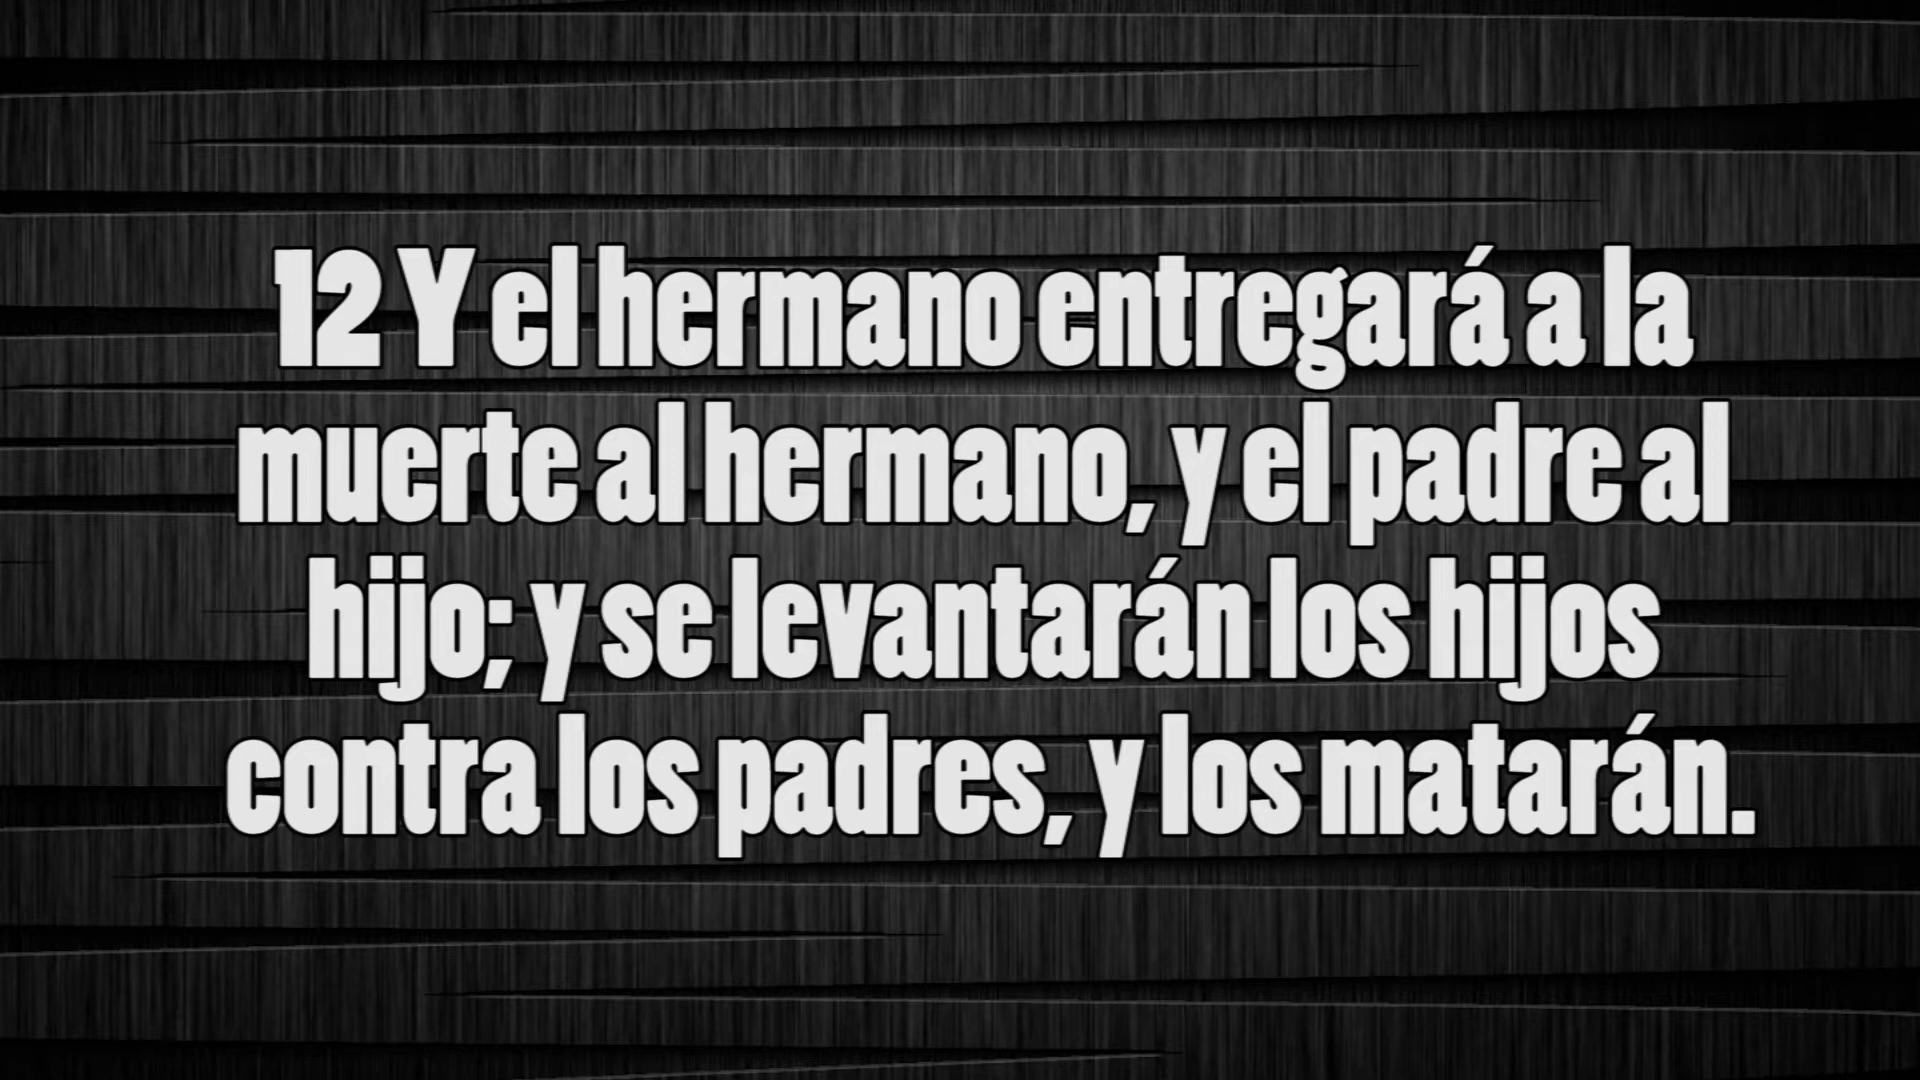 12 Y el hermano entregará a la
muerte al hermano, y el padre al
hijo; y se levantarán los hijos
contra los padres, y los matarán.